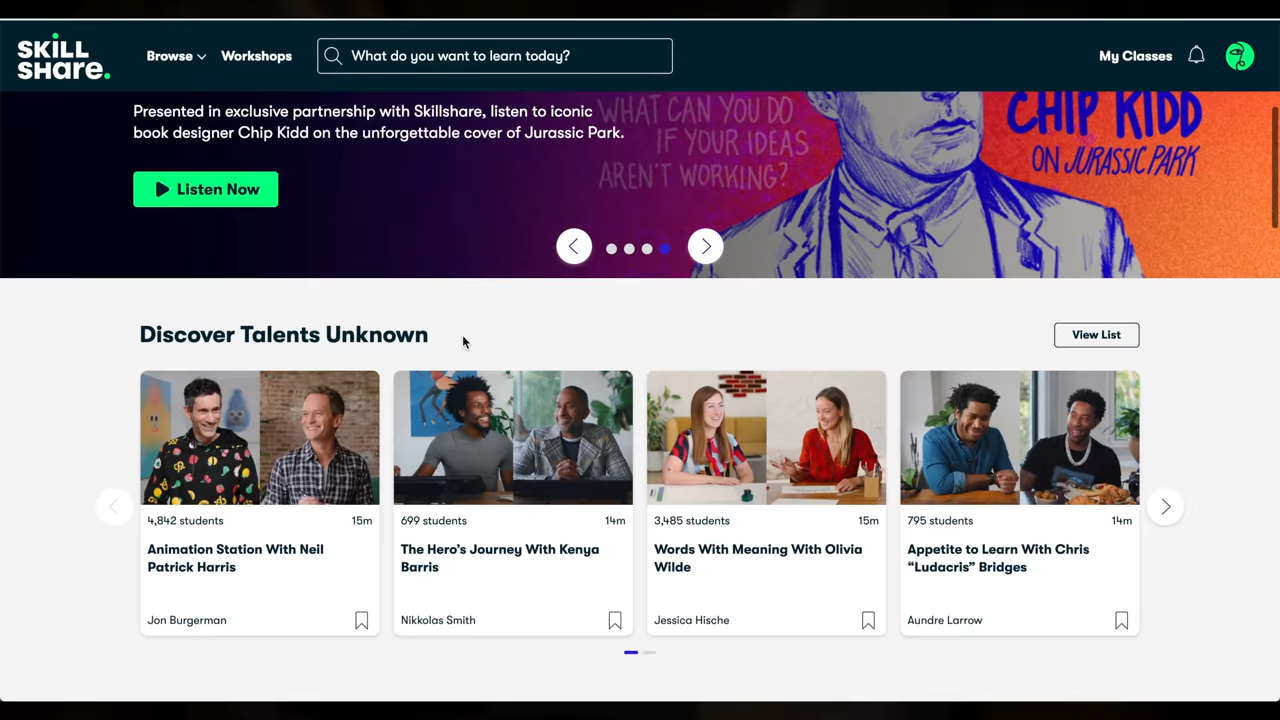 SKILL
SHARE.
Browse
Workshops
What do you want to learn today?
My Classes
Presented in exclusive partnership with Skillshare, listen to iconic
book designer Chip Kidd on the unforgettable cover of Jurassic Park.
Listen Now
WHAT CAN YOU DO
IF YOUR IDEAS
AREN'T WORKING?
CHIP KIDD
ON JURASSIC PARK
Discover Talents Unknown
View List
4,842 students
15m
Animation Station With Neil
Patrick Harris
Jon Burgerman
699 students
14m
The Hero's Journey With Kenya
Barris
Nikkolas Smith
3,485 students
15m
Words With Meaning With Olivia
Wilde
Jessica Hische
795 students
14m
Appetite to Learn With Chris
“Ludacris” Bridges
Aundre Larrow